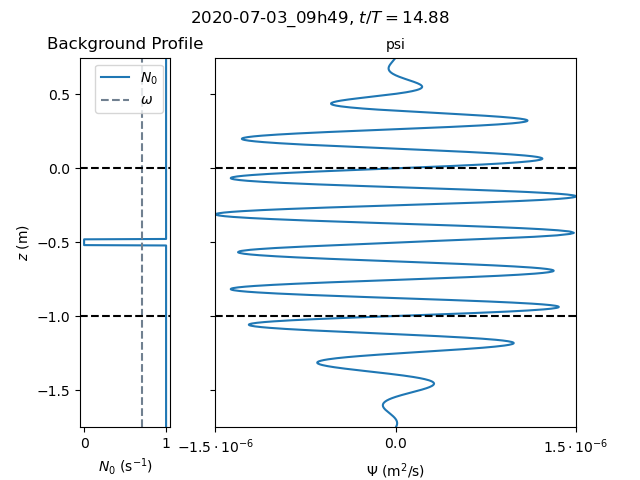 2020-07-03_09h49, t/T = 14.88
Background Profile
psi
N₀
ω
0.5
0.0
−0.5
−1.0
−1.5
z (m)
0
1
N₀ (s⁻¹)
−1.5 · 10⁻⁶
0.0
1.5 · 10⁻⁶
Ψ (m²/s)